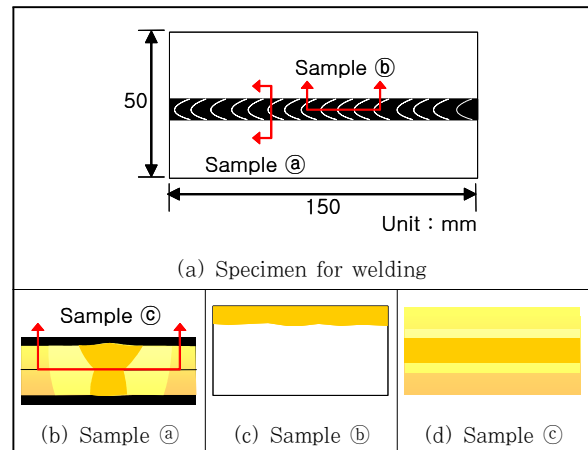 Sample ⓑ
50
Sample ⓐ
150
Unit : mm
(a) Specimen for welding
Sample ⓒ
(b) Sample ⓐ
(c) Sample ⓑ
(d) Sample ⓒ